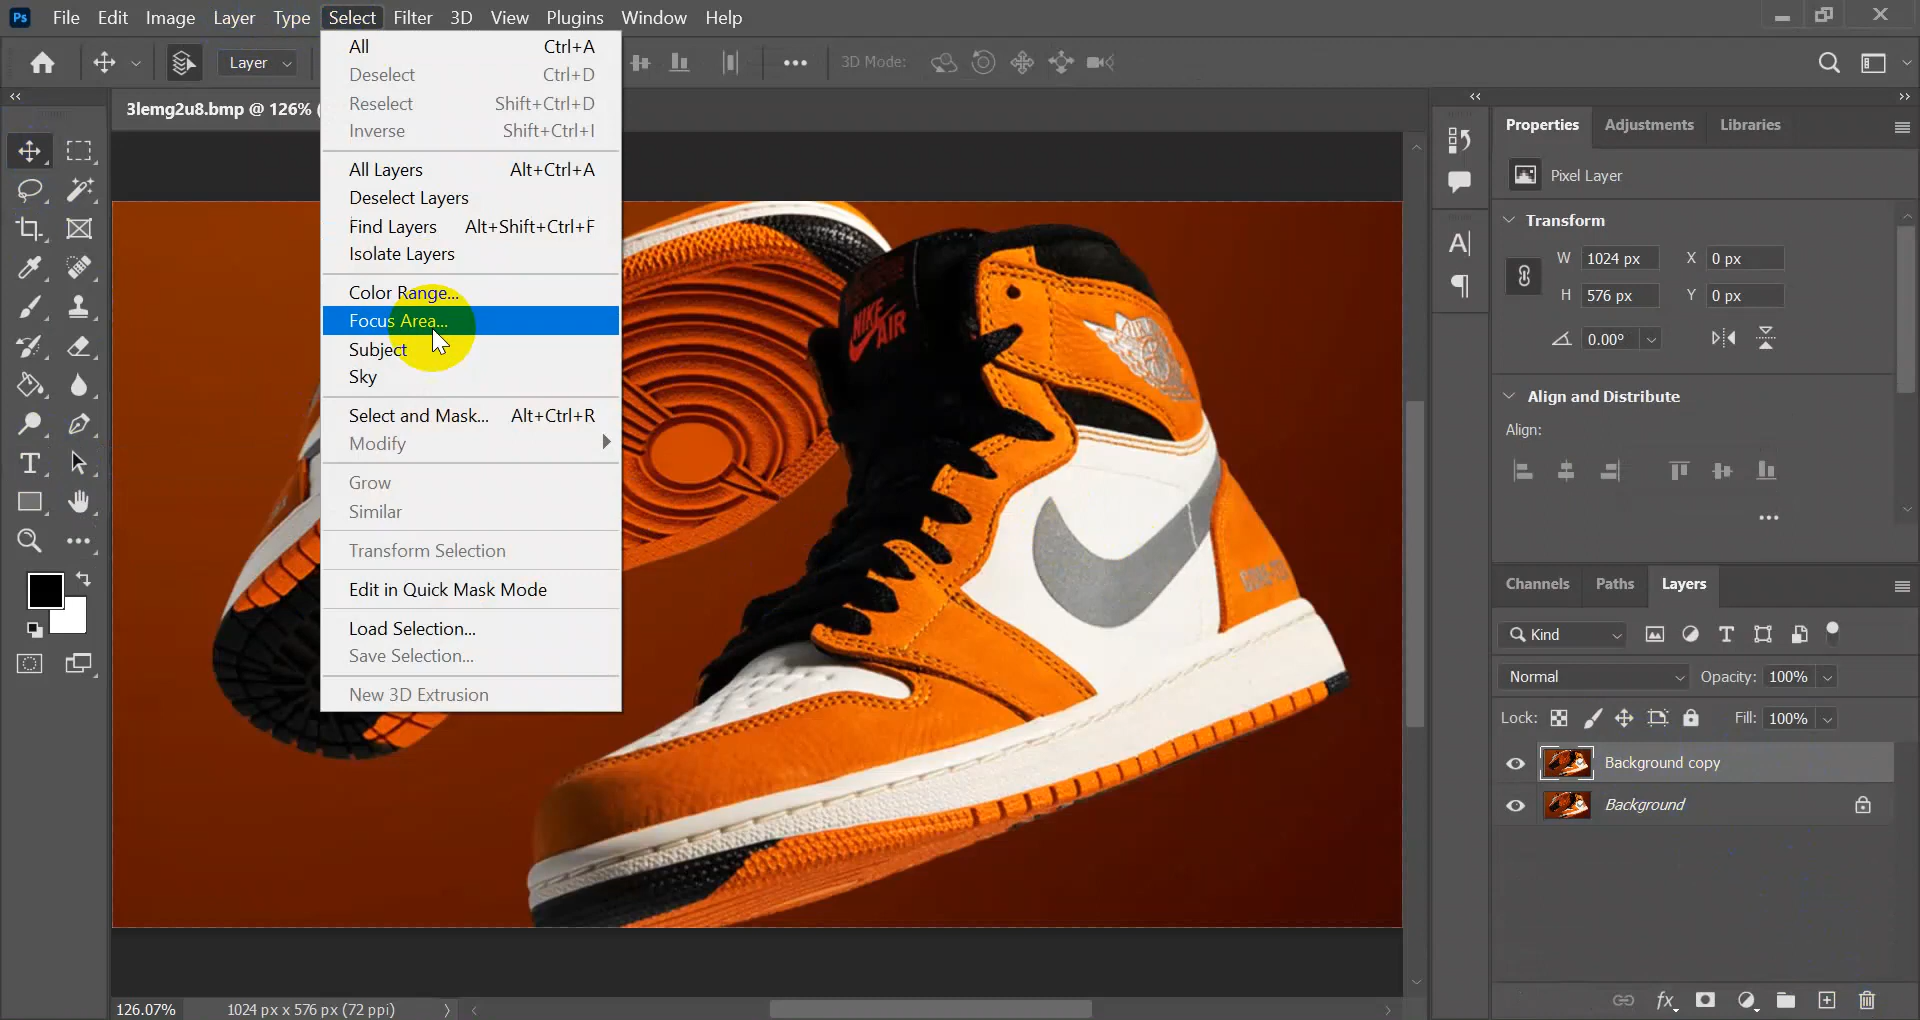 Ps File Edit Image Layer Type Select Filter 3D View Plugins Window Help
Layer
3D Mode:
3lemg2u8.bmp @ 126% (
All Ctrl+A
Deselect Ctrl+D
Reselect Shift+Ctrl+D
Inverse Shift+Ctrl+I
All Layers Alt+Ctrl+A
Deselect Layers
Find Layers Alt+Shift+Ctrl+F
Isolate Layers
Color Range...
Focus Area...
Subject
Sky
Select and Mask... Alt+Ctrl+R
Modify
Grow
Similar
Transform Selection
Edit in Quick Mask Mode
Load Selection...
Save Selection...
New 3D Extrusion
NIKE
AIR
Properties Adjustments Libraries
Pixel Layer
Transform
W 1024 px X 0 px
H 576 px Y 0 px
0.00°
Align and Distribute
Align:
Channels Paths Layers
Kind
Normal Opacity: 100%
Lock: Fill: 100%
Background copy
Background
126.07% 1024 px x 576 px (72 ppi)